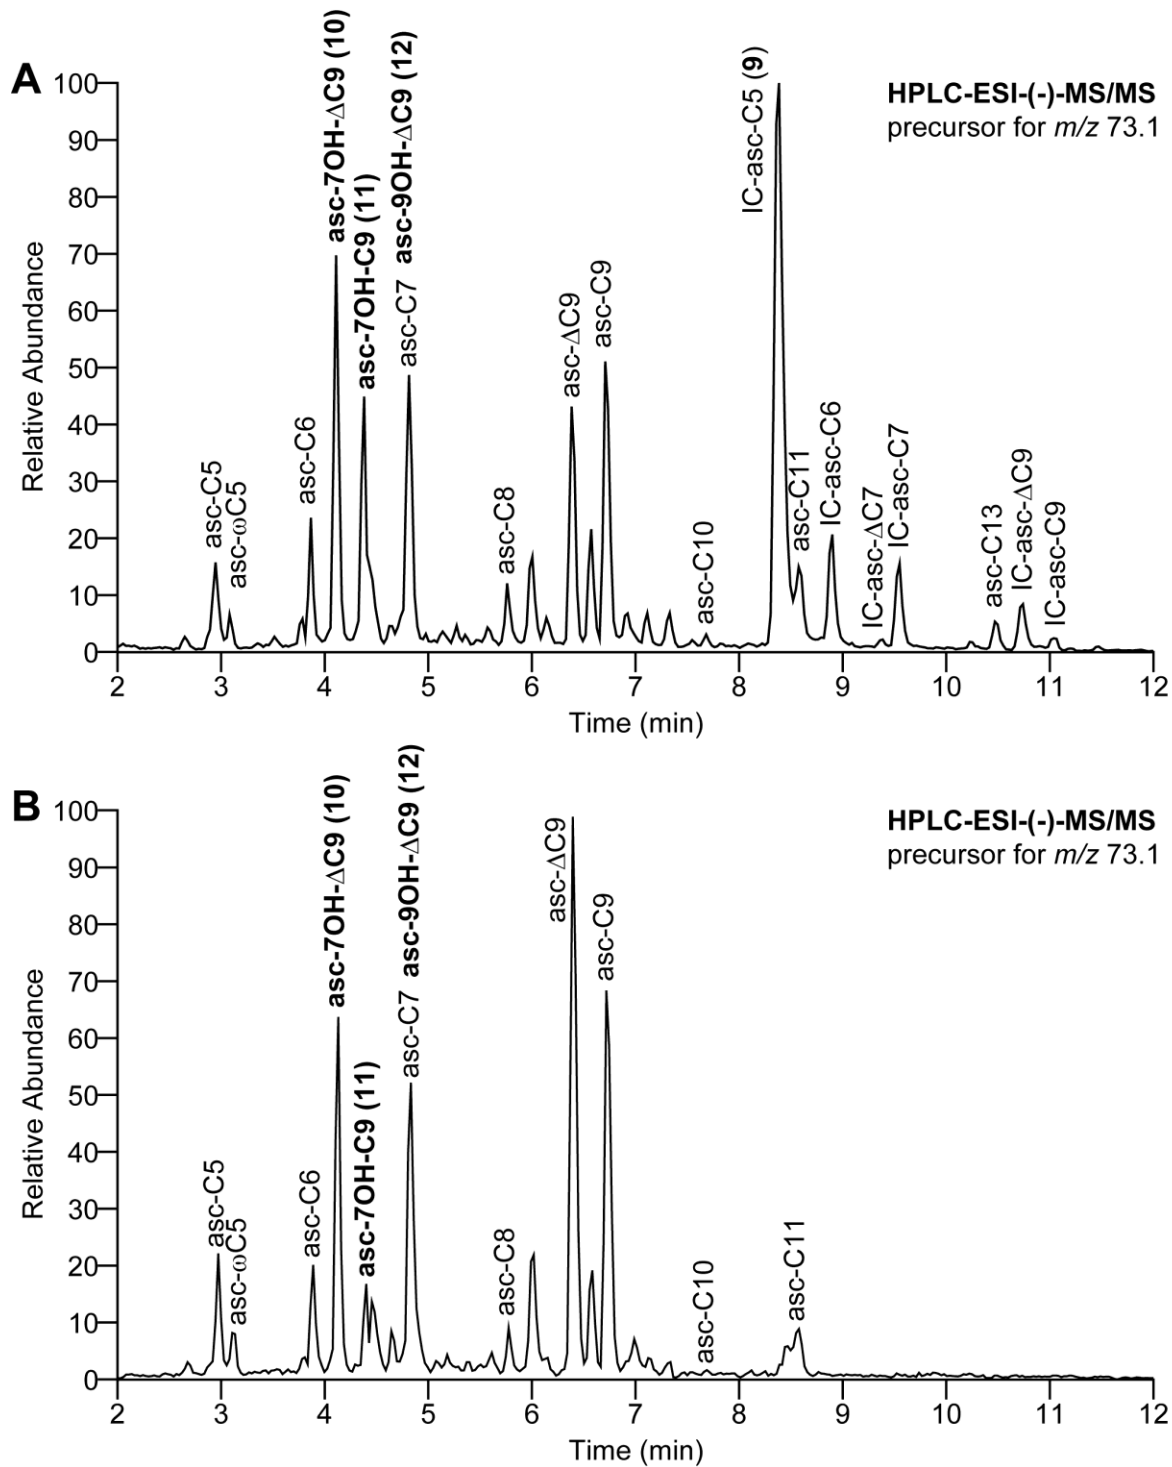 A
HPLC-ESI-(-)-MS/MS
precursor for m/z 73.1
Relative Abundance
100
90
80
70
60
50
40
30
20
10
0
asc-C5
asc-ωC5
asc-C6
asc-7OH-ΔC9 (10)
asc-7OH-C9 (11)
asc-C7 asc-9OH-ΔC9 (12)
asc-C8
asc-ΔC9
asc-C9
asc-C10
IC-asc-C5 (9)
asc-C11
IC-asc-C6
IC-asc-ΔC7
IC-asc-C7
asc-C13
IC-asc-ΔC9
IC-asc-C9
2 3 4 5 6 7 8 9 10 11 12
Time (min)
B
HPLC-ESI-(-)-MS/MS
precursor for m/z 73.1
Relative Abundance
100
90
80
70
60
50
40
30
20
10
0
asc-C5
asc-ωC5
asc-C6
asc-7OH-ΔC9 (10)
asc-7OH-C9 (11)
asc-C7 asc-9OH-ΔC9 (12)
asc-C8
asc-ΔC9
asc-C9
asc-C10
asc-C11
2 3 4 5 6 7 8 9 10 11 12
Time (min)